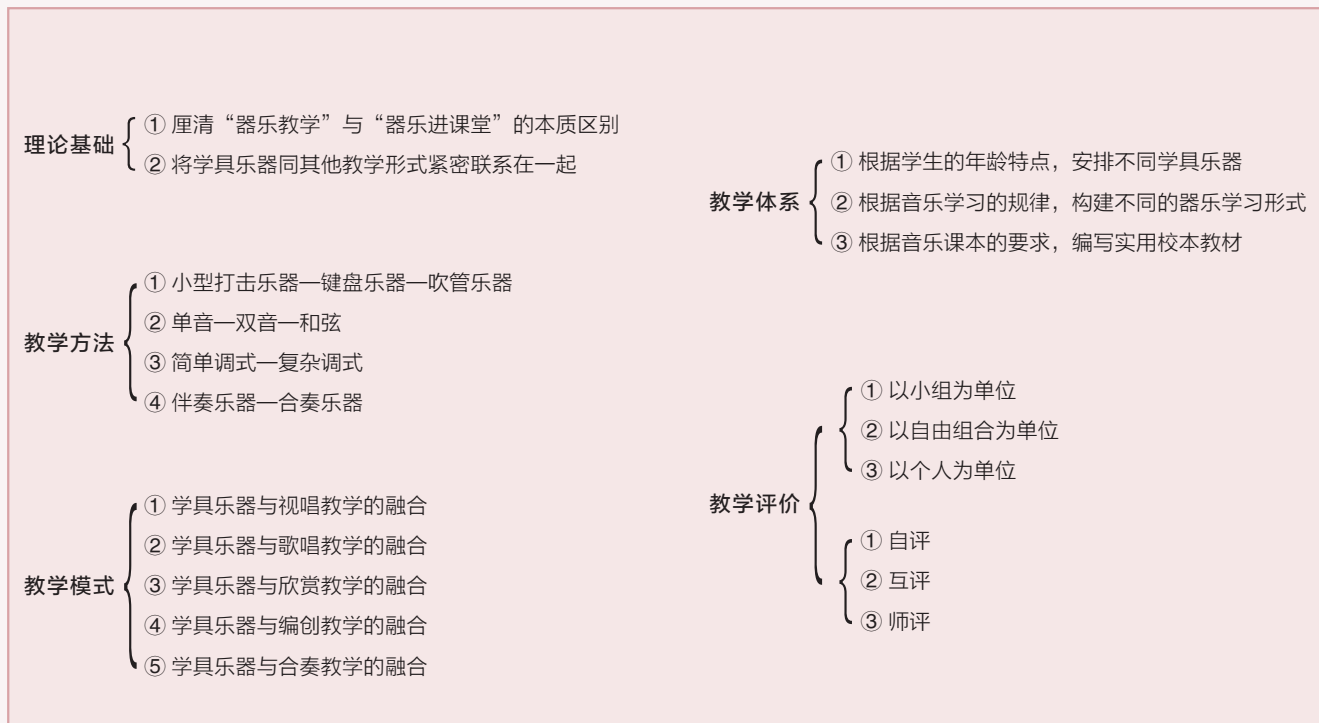 理论基础
① 厘清“器乐教学”与“器乐进课堂”的本质区别
② 将学具乐器同其他教学形式紧密联系在一起
教学方法
① 小型打击乐器—键盘乐器—吹管乐器
② 单音—双音—和弦
③ 简单调式—复杂调式
④ 伴奏乐器—合奏乐器
教学模式
① 学具乐器与视唱教学的融合
② 学具乐器与歌唱教学的融合
③ 学具乐器与欣赏教学的融合
④ 学具乐器与编创教学的融合
⑤ 学具乐器与合奏教学的融合
教学体系
① 根据学生的年龄特点，安排不同学具乐器
② 根据音乐学习的规律，构建不同的器乐学习形式
③ 根据音乐课本的要求，编写实用校本教材
教学评价
① 以小组为单位
② 以自由组合为单位
③ 以个人为单位
① 自评
② 互评
③ 师评